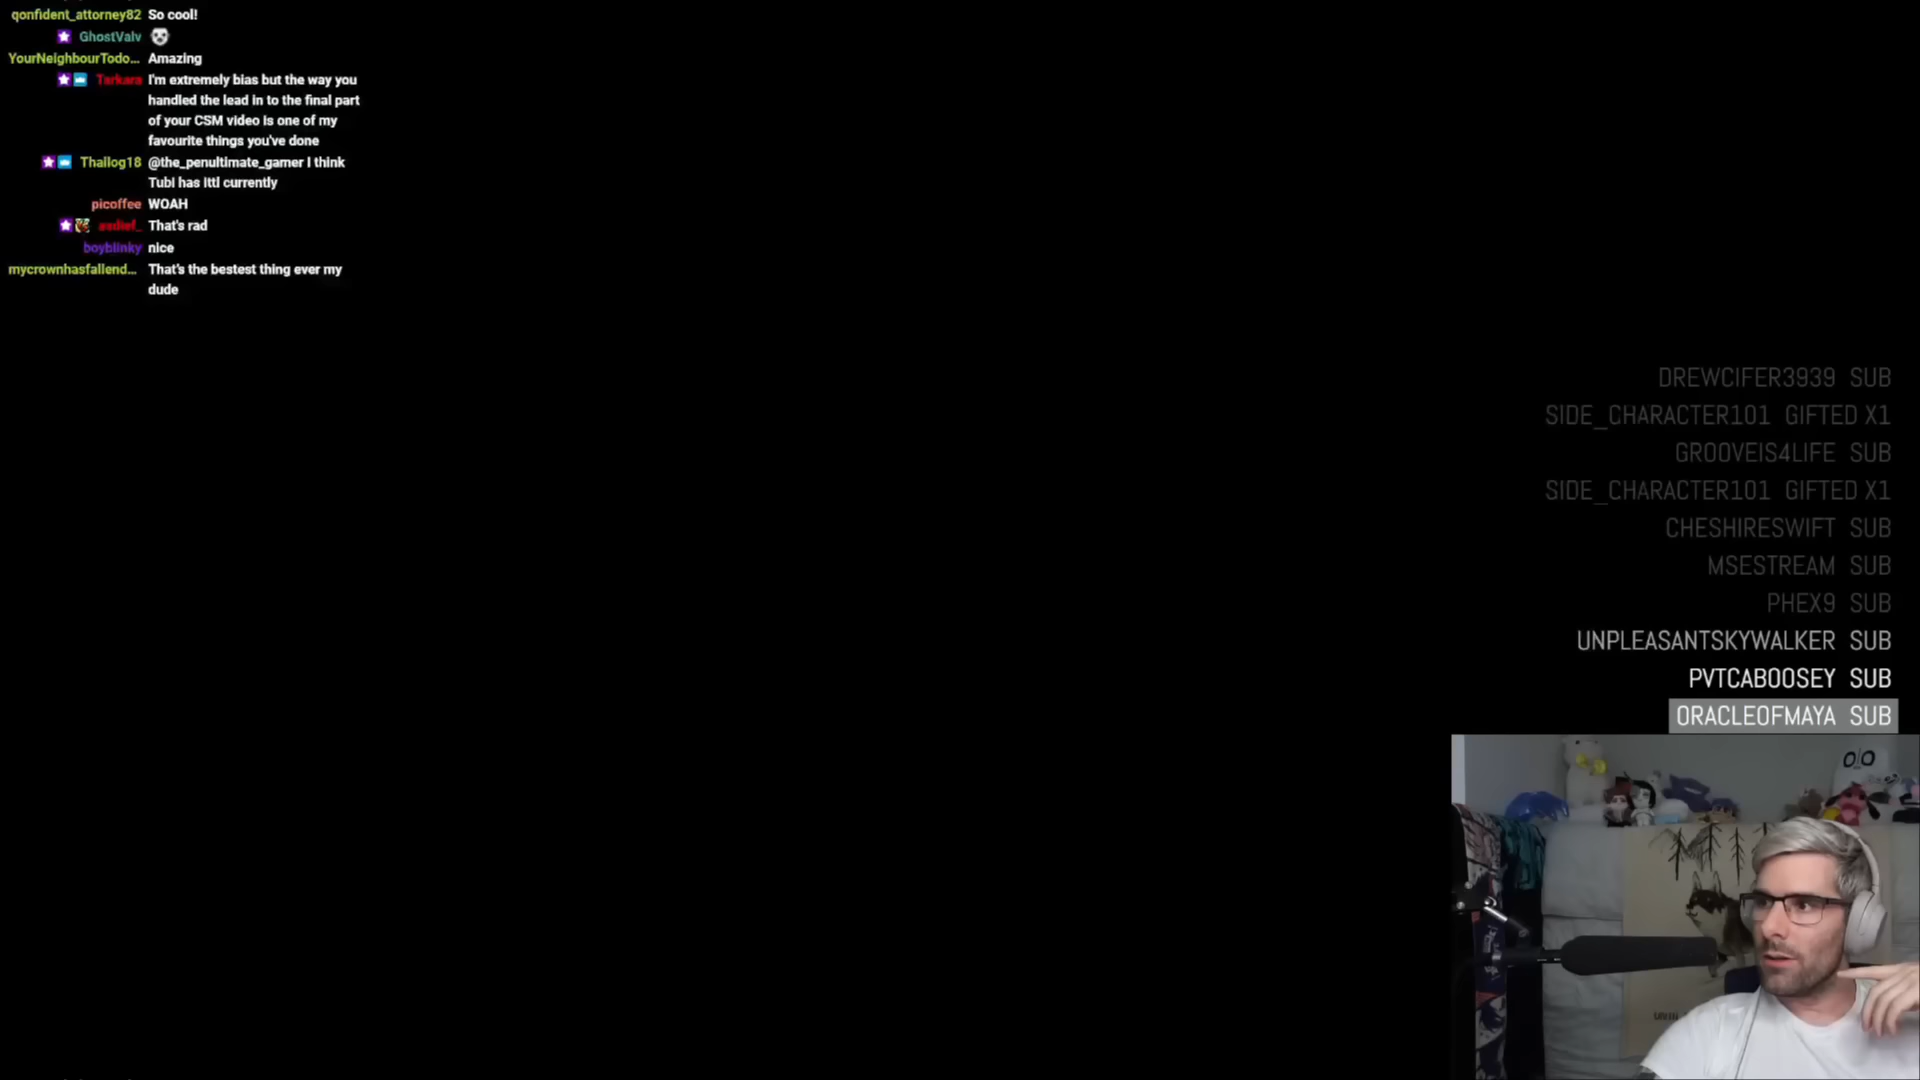 qonfident_attorney82 So cool!
GhostValv
YourNeighbourTodo... Amazing
Tarkara I'm extremely bias but the way you
handled the lead in to the final part
of your CSM video is one of my
favourite things you've done
Thailog18 @the_penultimate_gamer I think
Tubi has ittl currently
picoffee WOAH
That's rad
boyblinky nice
mycrownhasfallend... That's the bestest thing ever my
dude
DREWCIFER3939 SUB
SIDE_CHARACTER101 GIFTED X1
GROOVEIS4LIFE SUB
SIDE_CHARACTER101 GIFTED X1
CHESHIRESWIFT SUB
MSESTREAM SUB
PHEX9 SUB
UNPLEASANTSKYWALKER SUB
PVTCABOOSEY SUB
ORACLEOFMAYA SUB